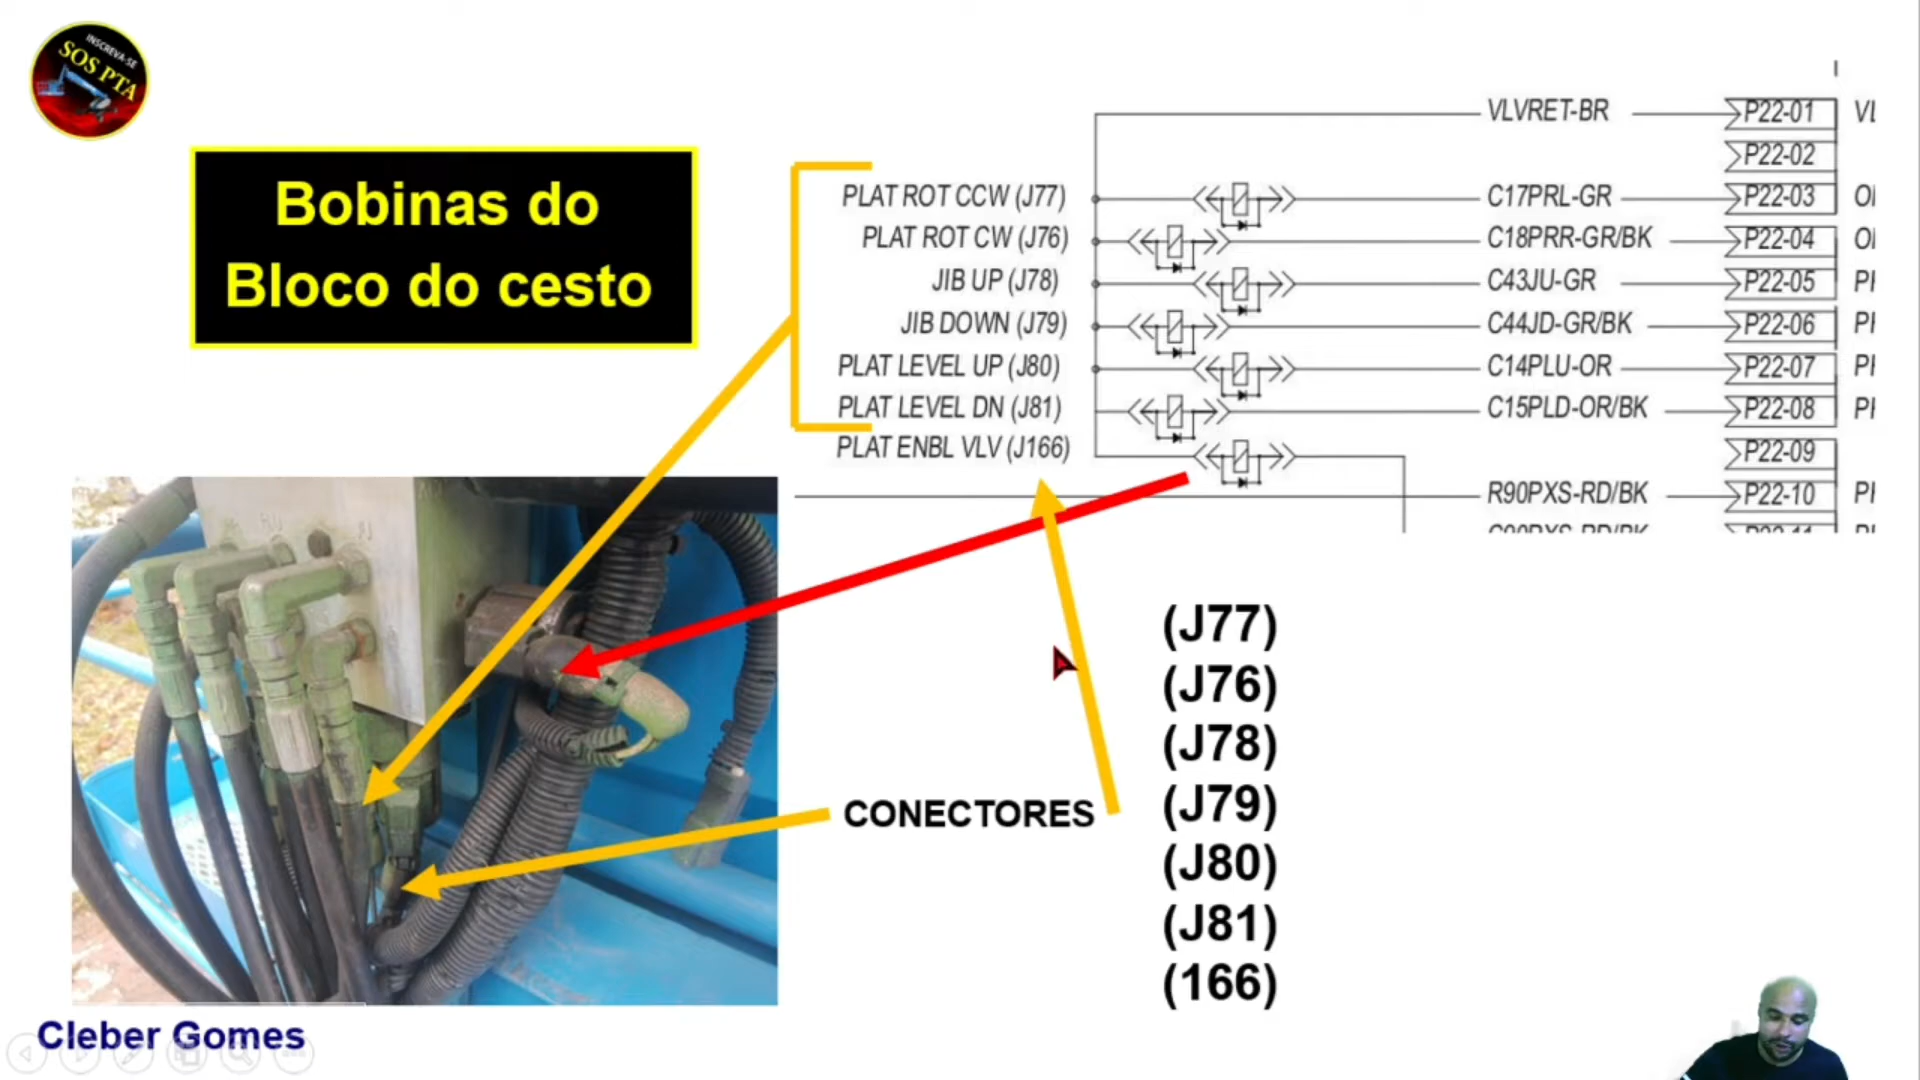 INSCREVA-SE
SOS PTA
Bobinas do
Bloco do cesto
VLVRET-BR
P22-01
P22-02
PLAT ROT CCW (J77)
C17PRL-GR
P22-03
PLAT ROT CW (J76)
C18PRR-GR/BK
P22-04
JIB UP (J78)
C43JU-GR
P22-05
JIB DOWN (J79)
C44JD-GR/BK
P22-06
PLAT LEVEL UP (J80)
C14PLU-OR
P22-07
PLAT LEVEL DN (J81)
C15PLD-OR/BK
P22-08
PLAT ENBL VLV (J166)
P22-09
R90PXS-RD/BK
P22-10
(J77)
(J76)
(J78)
(J79)
(J80)
(J81)
(166)
CONECTORES
Cleber Gomes